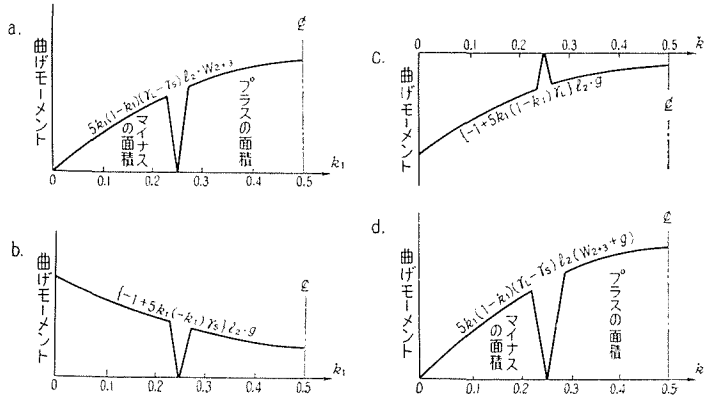 a.
曲げモーメント
5k₁(1-k₁)(γL-γS)ℓ₂・W₂₊₃
マイナスの面積
プラスの面積
℄
0 0.1 0.2 0.3 0.4 0.5 k₁
b.
曲げモーメント
{-1+5k₁(-k₁)γS}ℓ₂・g
℄
0 0.1 0.2 0.3 0.4 0.5 k₁
c.
0 0.1 0.2 0.3 0.4 0.5 k
曲げモーメント
{-1+5k₁(1-k₁)γL}ℓ₂・g
℄
d.
曲げモーメント
5k₁(1-k₁)(γL-γS)ℓ₂(W₂₊₃+g)
マイナスの面積
プラスの面積
℄
0 0.1 0.2 0.3 0.4 0.5 k